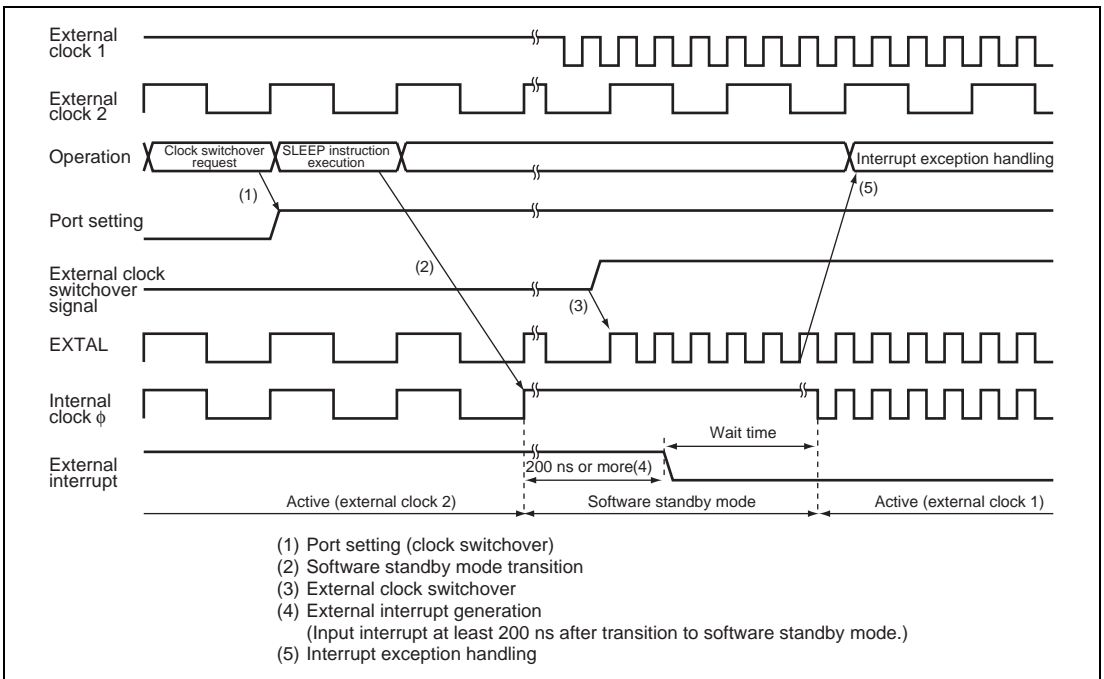 External
clock 1
External
clock 2
Operation
Clock switchover
request
SLEEP instruction
execution
Interrupt exception handling
(1)
(5)
Port setting
(2)
External clock
switchover
signal
(3)
EXTAL
Internal
clock ϕ
Wait time
External
interrupt
200 ns or more(4)
Active (external clock 2)
Software standby mode
Active (external clock 1)
(1) Port setting (clock switchover)
(2) Software standby mode transition
(3) External clock switchover
(4) External interrupt generation
(Input interrupt at least 200 ns after transition to software standby mode.)
(5) Interrupt exception handling